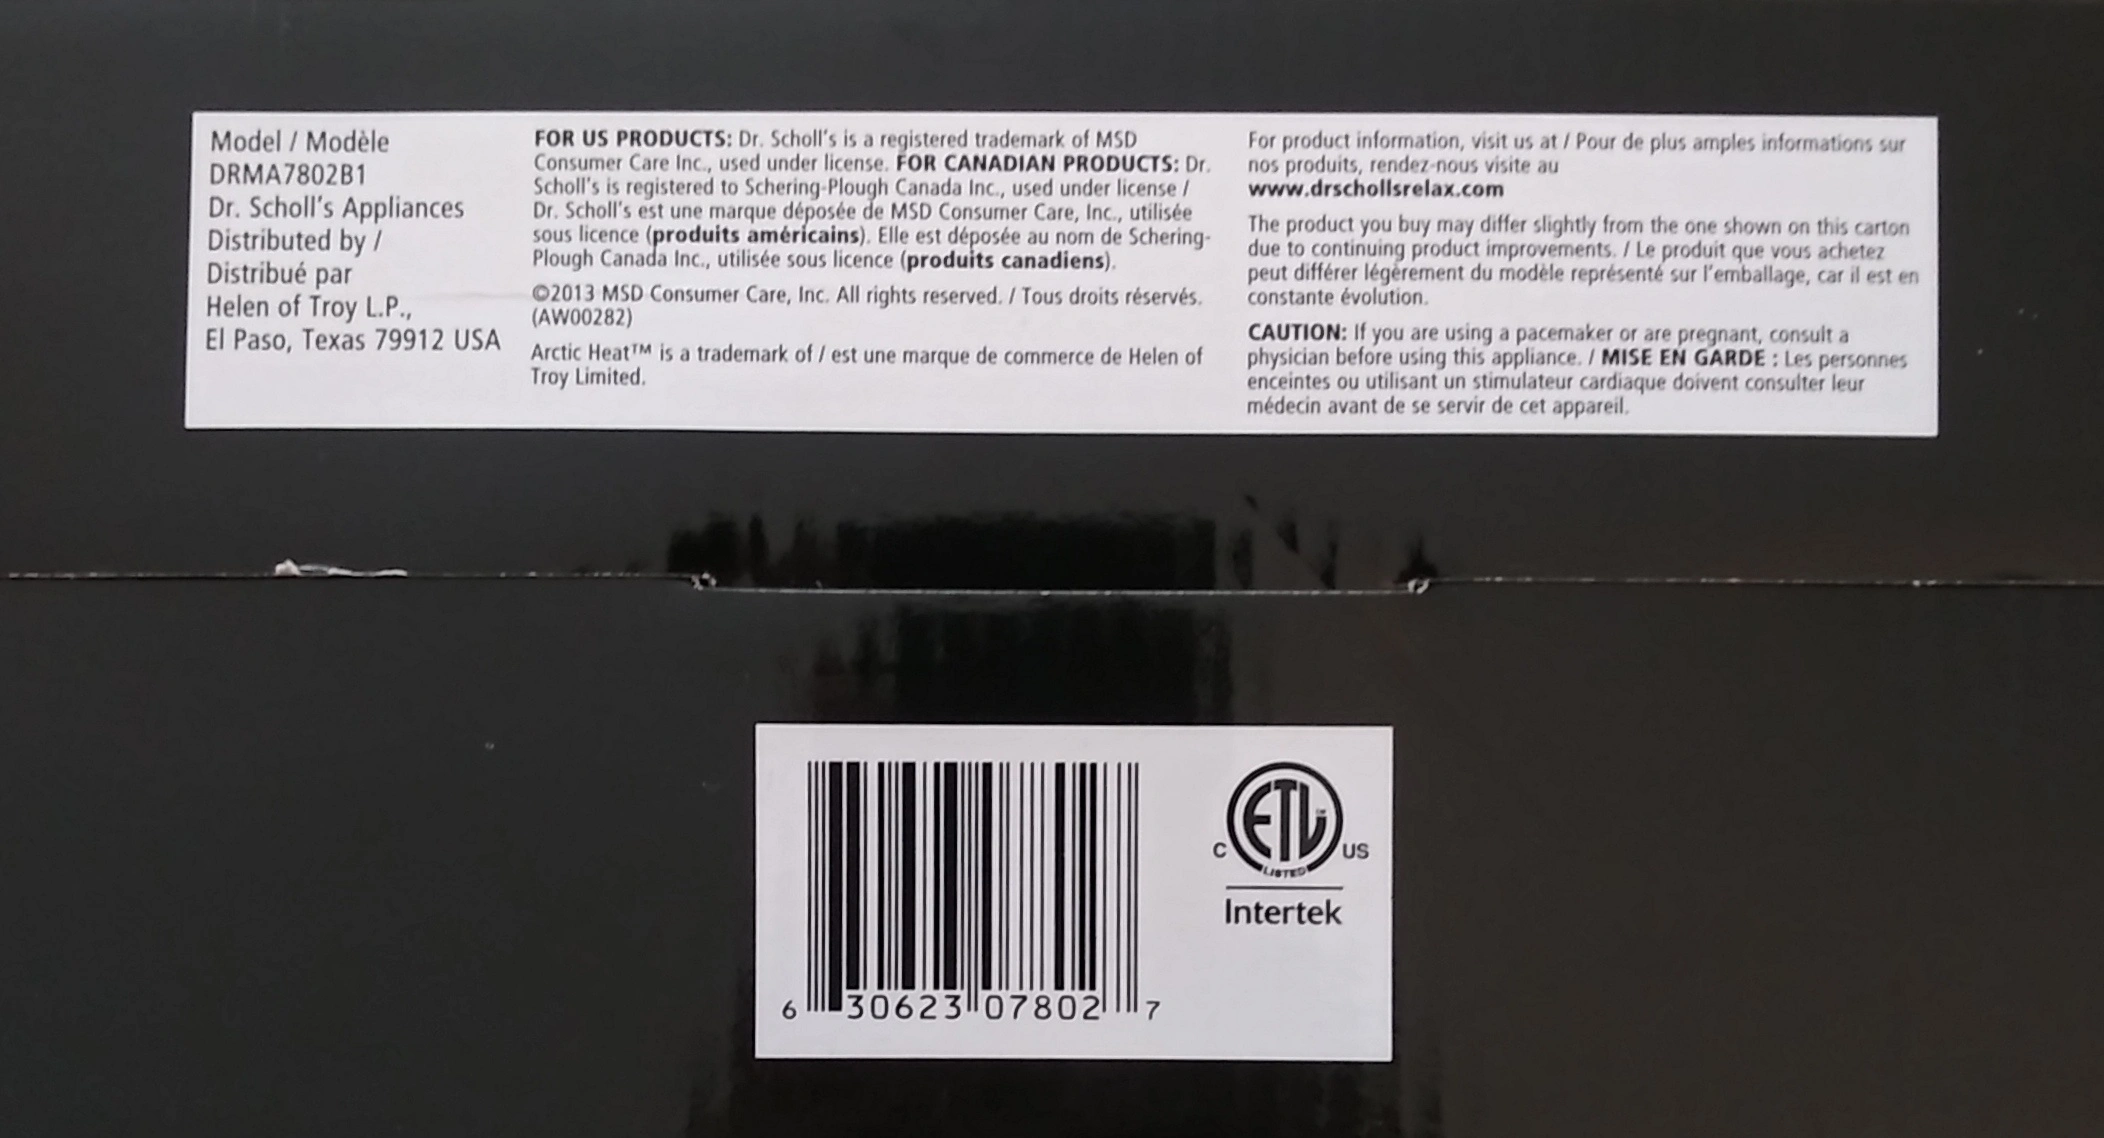 Model / Modèle
DRMA7802B1
Dr. Scholl's Appliances
Distributed by /
Distribué par
Helen of Troy L.P.,
El Paso, Texas 79912 USA
FOR US PRODUCTS: Dr. Scholl's is a registered trademark of MSD
Consumer Care Inc., used under license. FOR CANADIAN PRODUCTS: Dr.
Scholl's is registered to Schering-Plough Canada Inc., used under license /
Dr. Scholl's est une marque déposée de MSD Consumer Care, Inc., utilisée
sous licence (produits américains). Elle est déposée au nom de Schering-
Plough Canada Inc., utilisée sous licence (produits canadiens).
©2013 MSD Consumer Care, Inc. All rights reserved. / Tous droits réservés.
(AW00282)
Arctic Heat™ is a trademark of / est une marque de commerce de Helen of
Troy Limited.
For product information, visit us at / Pour de plus amples informations sur
nos produits, rendez-nous visite au
www.drschollsrelax.com
The product you buy may differ slightly from the one shown on this carton
due to continuing product improvements. / Le produit que vous achetez
peut différer légèrement du modèle représenté sur l'emballage, car il est en
constante évolution.
CAUTION: If you are using a pacemaker or are pregnant, consult a
physician before using this appliance. / MISE EN GARDE : Les personnes
enceintes ou utilisant un stimulateur cardiaque doivent consulter leur
médecin avant de se servir de cet appareil.
6 30623 07802 7
ETL
C US
LISTED
Intertek